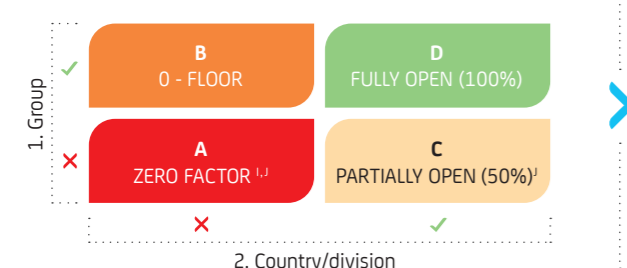 B
0 - FLOOR
D
FULLY OPEN (100%)
1. Group
A
ZERO FACTOR I,J
C
PARTIALLY OPEN (50%)J
2. Country/division